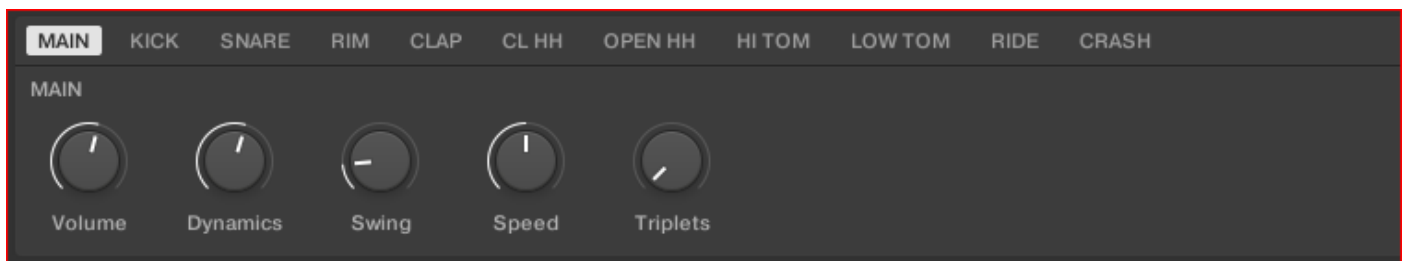 MAIN KICK SNARE RIM CLAP CL HH OPEN HH HI TOM LOW TOM RIDE CRASH
MAIN
Volume Dynamics Swing Speed Triplets